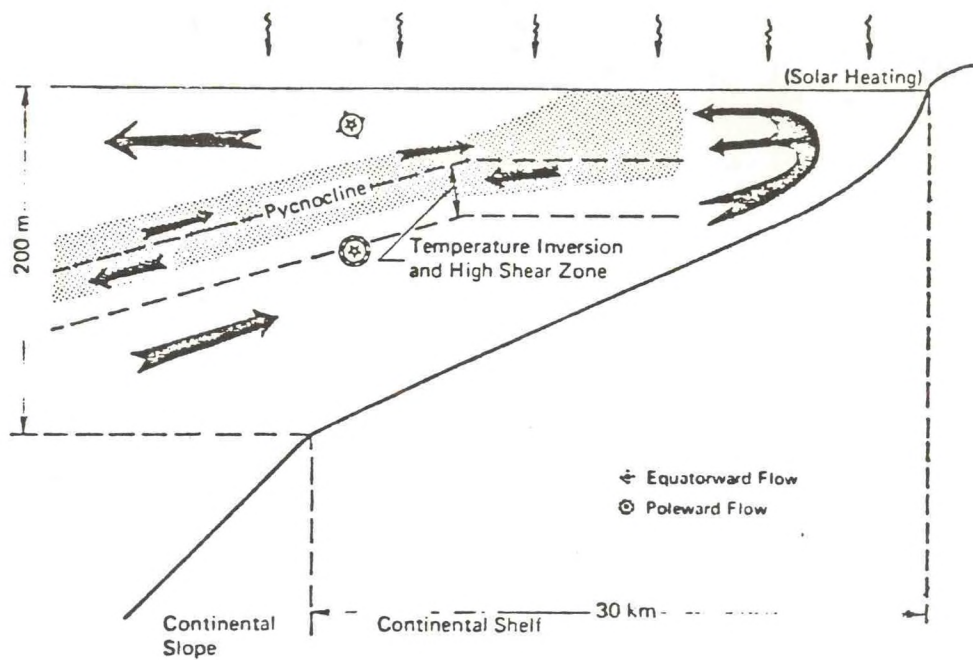 (Solar Heating)
200 m
Pycnocline
Temperature Inversion
and High Shear Zone
Equatorward Flow
Poleward Flow
30 km
Continental
Slope
Continental Shelf